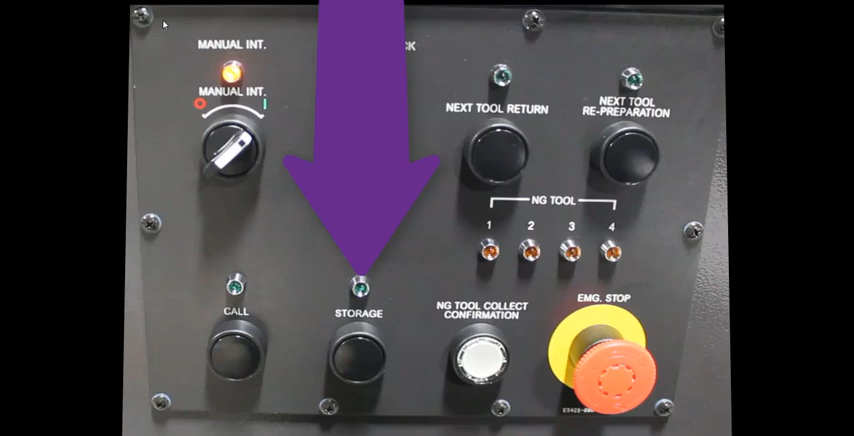 MANUAL INT.
MANUAL INT.
NEXT TOOL RETURN
NEXT TOOL
RE-PREPARATION
NG TOOL
1 2 3 4
CALL
STORAGE
NG TOOL COLLECT
CONFIRMATION
EMG. STOP